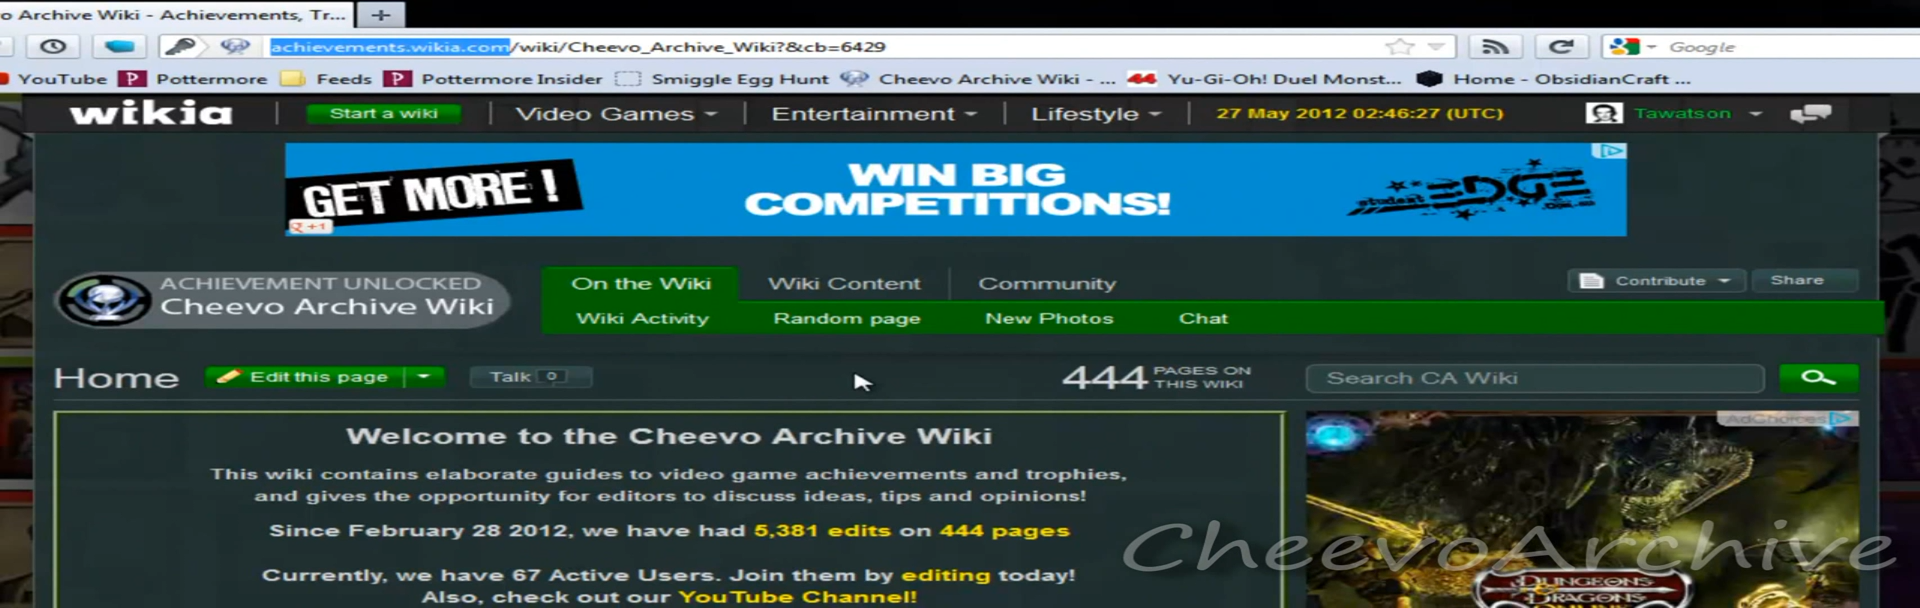 o Archive Wiki - Achievements, Tr...
achievements.wikia.com/wiki/Cheevo_Archive_Wiki?&cb=6429
Google
YouTube P Pottermore Feeds P Pottermore Insider Smiggle Egg Hunt Cheevo Archive Wiki - ... Yu-Gi-Oh! Duel Monst... Home - ObsidianCraft ...
wikia Start a wiki Video Games Entertainment Lifestyle 27 May 2012 02:46:27 (UTC) Tawatson
GET MORE !
+1
WIN BIG
COMPETITIONS!
student EDGE
ACHIEVEMENT UNLOCKED
Cheevo Archive Wiki
On the Wiki Wiki Content Community
Contribute Share
Wiki Activity Random page New Photos Chat
Home Edit this page Talk 0
444 PAGES ON
THIS WIKI
Search CA Wiki
Welcome to the Cheevo Archive Wiki
This wiki contains elaborate guides to video game achievements and trophies,
and gives the opportunity for editors to discuss ideas, tips and opinions!
Since February 28 2012, we have had 5,381 edits on 444 pages
Currently, we have 67 Active Users. Join them by editing today!
Also, check out our YouTube Channel!
AdChoices
CheevoArchive
DUNGEONS
DRAGONS
ONLINE